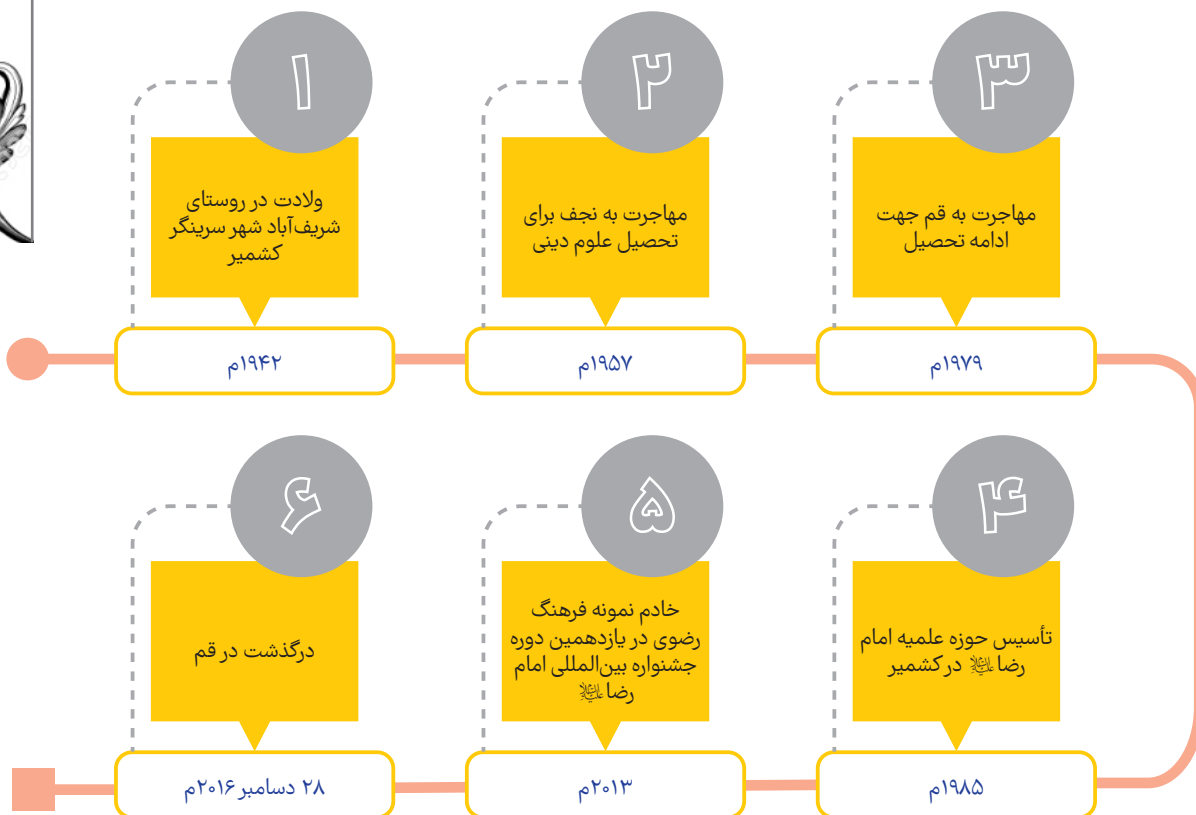 ۱
ولادت در روستای
شریف‌آباد شهر سرینگر
کشمیر
۱۹۴۲م
۲
مهاجرت به نجف برای
تحصیل علوم دینی
۱۹۵۷م
۳
مهاجرت به قم جهت
ادامه تحصیل
۱۹۷۹م
۴
تأسیس حوزه علمیه امام
رضا علیه‌السلام در کشمیر
۱۹۸۵م
۵
خادم نمونه فرهنگ
رضوی در یازدهمین دوره
جشنواره بین‌المللی امام
رضا علیه‌السلام
۲۰۱۳م
۶
درگذشت در قم
۲۸ دسامبر ۲۰۱۶م